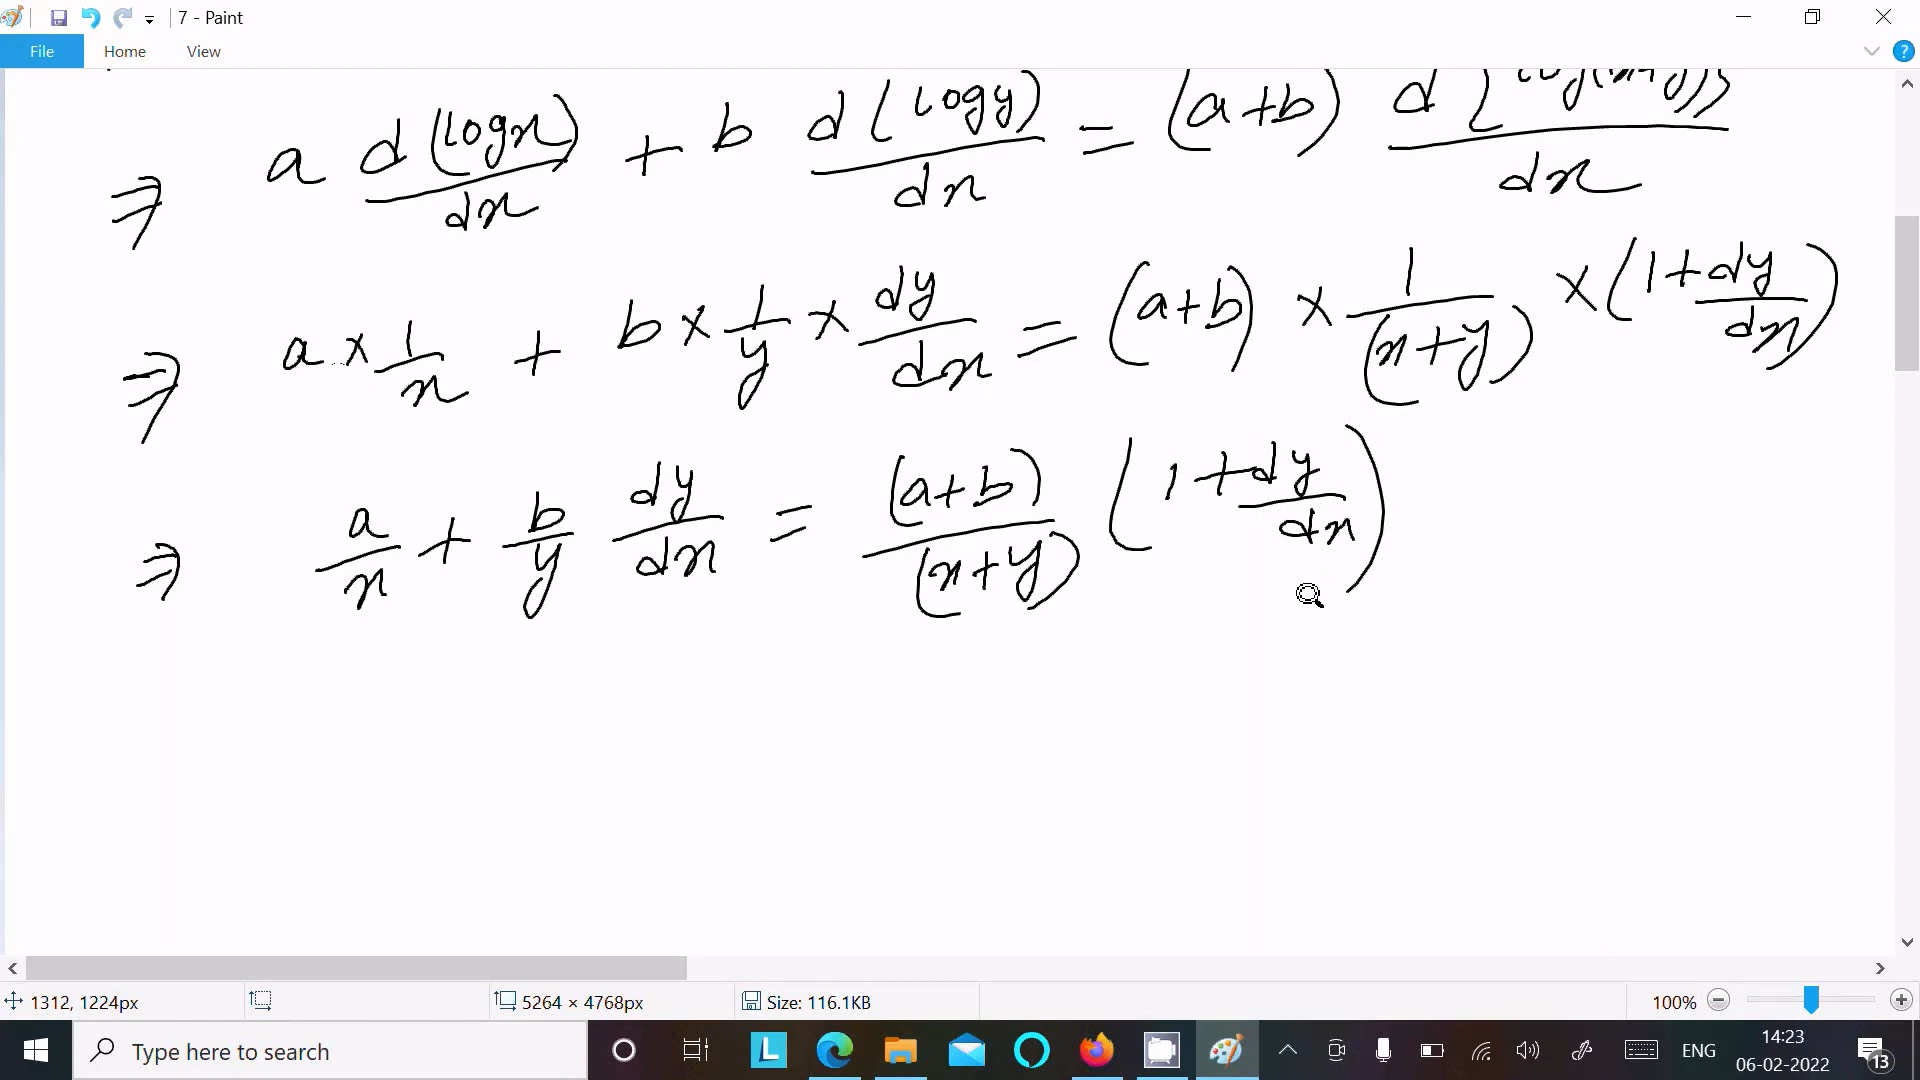 7 - Paint
File Home View
⇒ a d(logx)/dx + b d(logy)/dx = (a+b) d[log(x+y)]/dx
⇒ a × 1/x + b × 1/y × dy/dx = (a+b) × 1/(x+y) × (1+dy/dx)
⇒ a/x + b/y dy/dx = (a+b)/(x+y) (1+dy/dx)
1312, 1224px 5264 × 4768px Size: 116.1KB 100%
Type here to search L ENG 14:23
06-02-2022 13